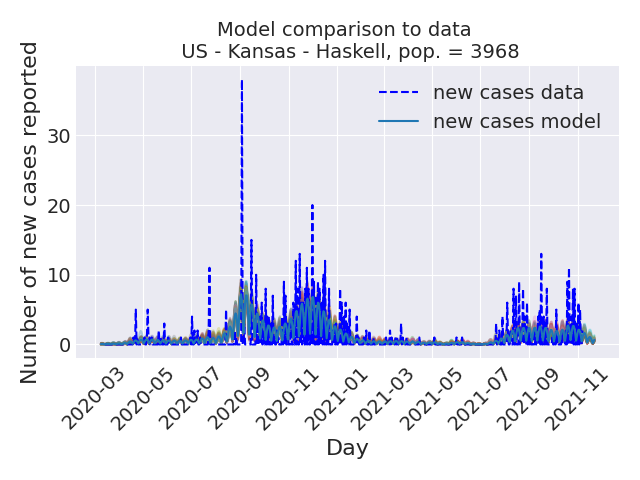 Model comparison to data
US - Kansas - Haskell, pop. = 3968
new cases data
new cases model
Number of new cases reported
30
20
10
0
2020-03
2020-05
2020-07
2020-09
2020-11
2021-01
2021-03
2021-05
2021-07
2021-09
2021-11
Day